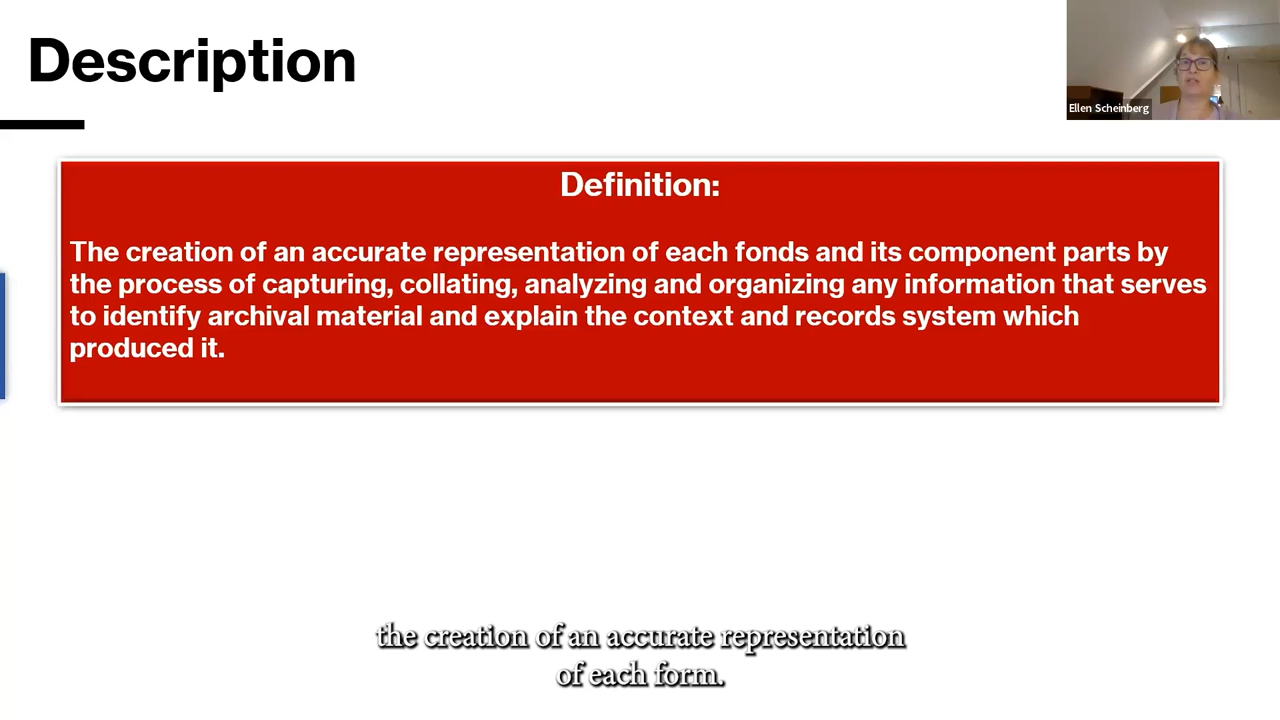 Description
Ellen Scheinberg
Definition:
The creation of an accurate representation of each fonds and its component parts by
the process of capturing, collating, analyzing and organizing any information that serves
to identify archival material and explain the context and records system which
produced it.
the creation of an accurate representation
of each form.